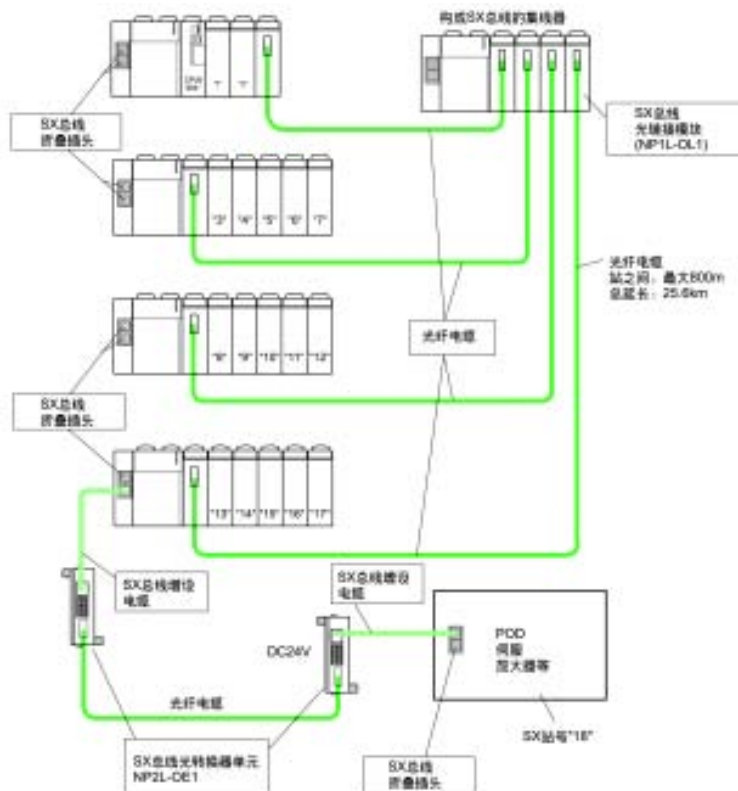 构成SX总线的集线器
"1"
"2"
SX总线
折叠插头
SX总线
光链接模块
(NP1L-OL1)
"3" "4" "5" "6" "7"
光纤电缆
站之间：最大800m
总延长：25.6km
光纤电缆
"8" "9" "10" "11" "12"
SX总线
折叠插头
"13" "14" "15" "16" "17"
SX总线增设
电缆
SX总线增设
电缆
DC24V
POD
伺服
放大器等
光纤电缆
SX站号"18"
SX总线光转换器单元
NP2L-OE1
SX总线
折叠插头